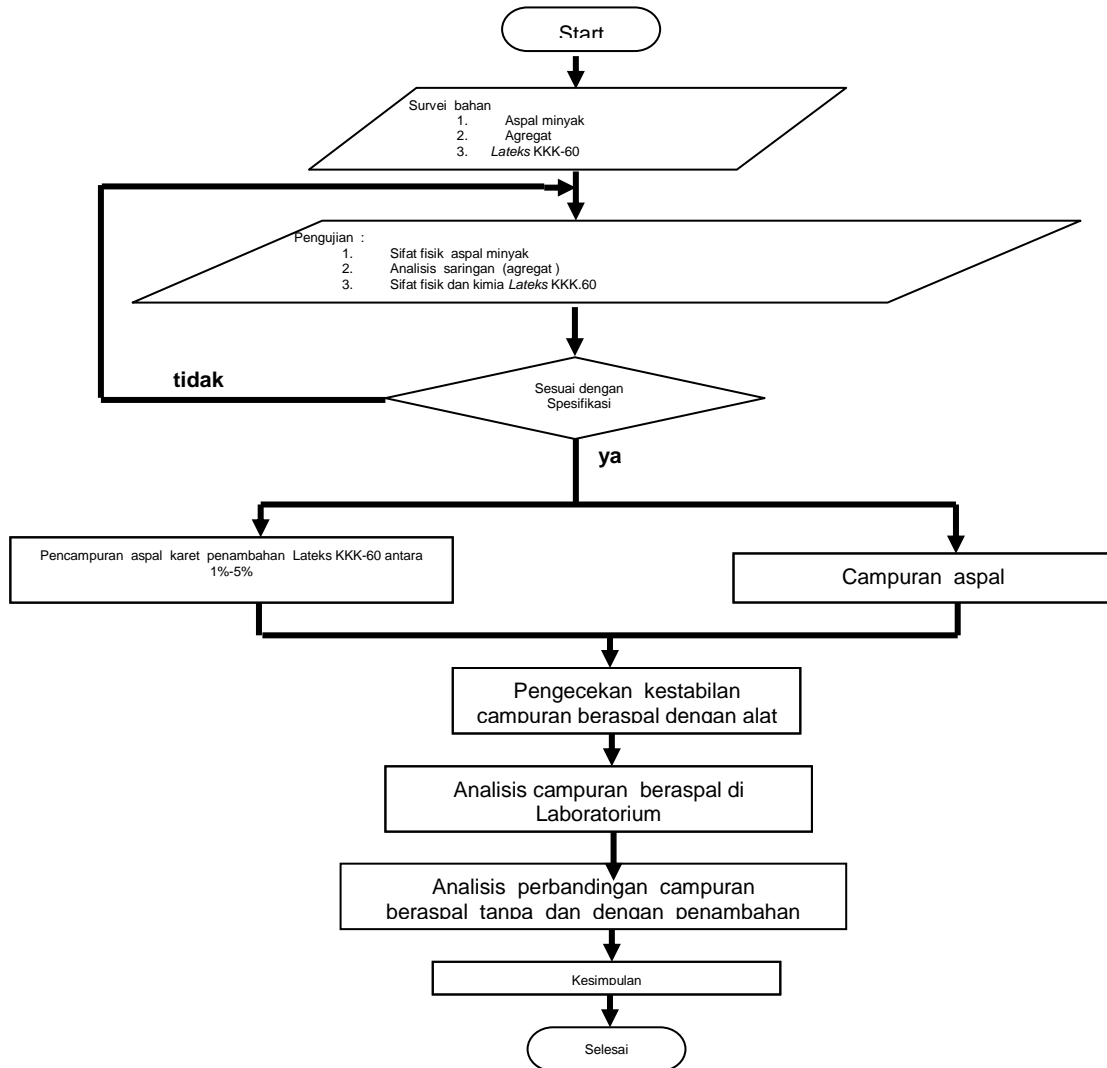 Start
Survei bahan
1. Aspal minyak
2. Agregat
3. Lateks KKK-60
Pengujian :
1. Sifat fisik aspal minyak
2. Analisis saringan (agregat )
3. Sifat fisik dan kimia Lateks KKK.60
Sesuai dengan
Spesifikasi
tidak
ya
Pencampuran aspal karet penambahan Lateks KKK-60 antara
1%-5%
Campuran aspal
Pengecekan kestabilan
campuran beraspal dengan alat
Analisis campuran beraspal di
Laboratorium
Analisis perbandingan campuran
beraspal tanpa dan dengan penambahan
Kesimpulan
Selesai